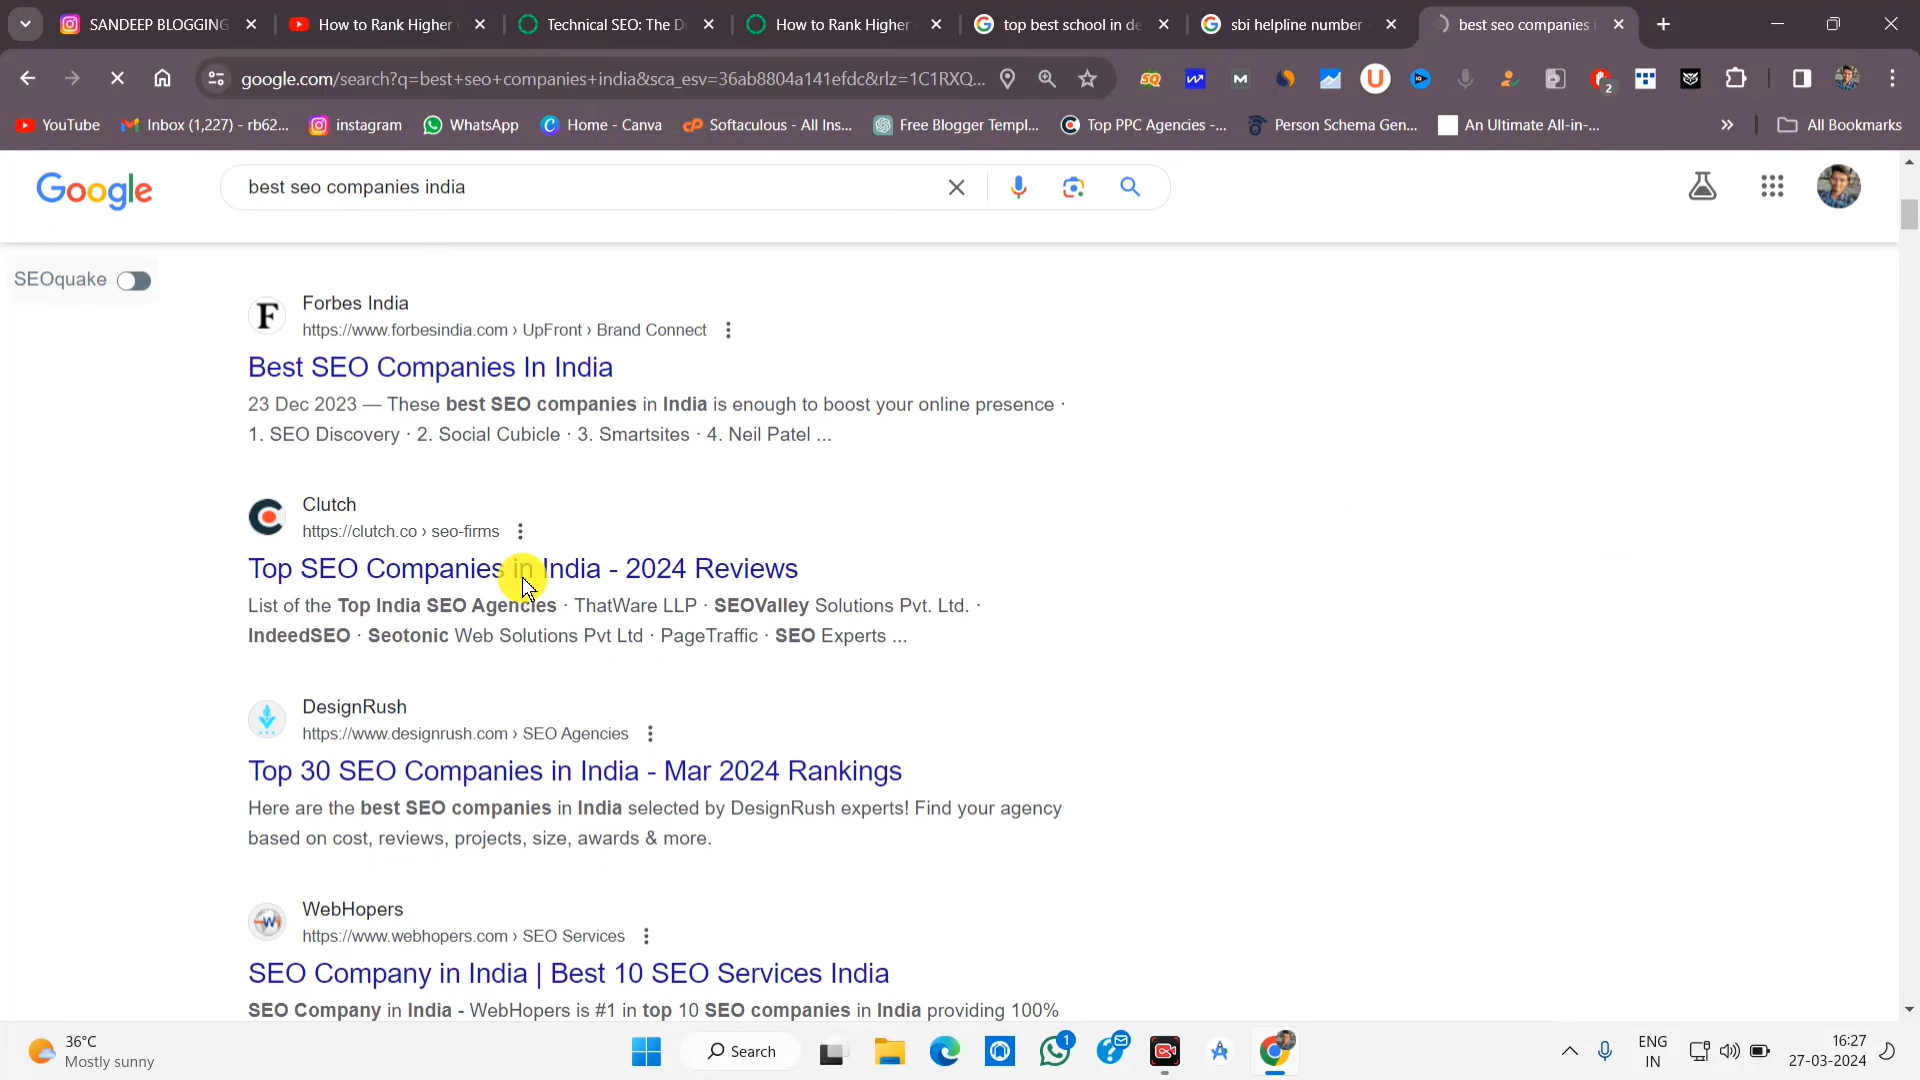 SANDEEP BLOGGING
How to Rank Higher
Technical SEO: The D
How to Rank Higher
top best school in de
sbi helpline number
best seo companies i
google.com/search?q=best+seo+companies+india&sca_esv=36ab8804a141efdc&rlz=1C1RXQ...
2
YouTube
Inbox (1,227) - rb62...
instagram
WhatsApp
Home - Canva
Softaculous - All Ins...
Free Blogger Templ...
Top PPC Agencies -...
Person Schema Gen...
An Ultimate All-in-...
All Bookmarks
Google
best seo companies india
SEOquake
Forbes India
https://www.forbesindia.com › UpFront › Brand Connect
Best SEO Companies In India
23 Dec 2023 — These best SEO companies in India is enough to boost your online presence ·
1. SEO Discovery · 2. Social Cubicle · 3. Smartsites · 4. Neil Patel ...
Clutch
https://clutch.co › seo-firms
Top SEO Companies in India - 2024 Reviews
List of the Top India SEO Agencies · ThatWare LLP · SEOValley Solutions Pvt. Ltd. ·
IndeedSEO · Seotonic Web Solutions Pvt Ltd · PageTraffic · SEO Experts ...
DesignRush
https://www.designrush.com › SEO Agencies
Top 30 SEO Companies in India - Mar 2024 Rankings
Here are the best SEO companies in India selected by DesignRush experts! Find your agency
based on cost, reviews, projects, size, awards & more.
WebHopers
https://www.webhopers.com › SEO Services
SEO Company in India | Best 10 SEO Services India
SEO Company in India - WebHopers is #1 in top 10 SEO companies in India providing 100%
36°C
Mostly sunny
Search
1
ENG
IN
16:27
27-03-2024